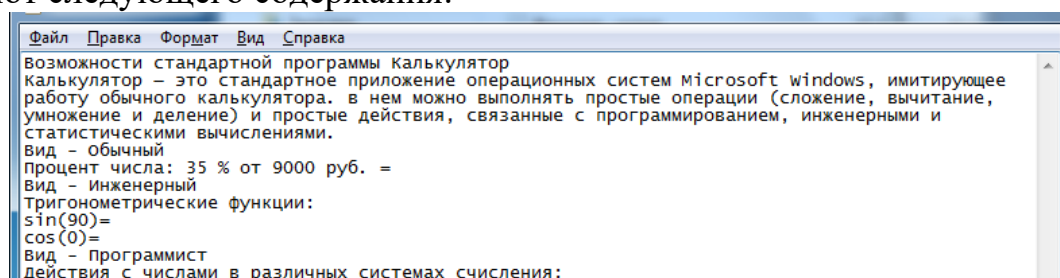 от следующего содержания:
Файл Правка Формат Вид Справка
Возможности стандартной программы Калькулятор
Калькулятор – это стандартное приложение операционных систем Microsoft Windows, имитирующее
работу обычного калькулятора. в нем можно выполнять простые операции (сложение, вычитание,
умножение и деление) и простые действия, связанные с программированием, инженерными и
статистическими вычислениями.
Вид – Обычный
Процент числа: 35 % от 9000 руб. =
Вид – Инженерный
Тригонометрические функции:
sin(90)=
cos(0)=
Вид – Программист
Действия с числами в различных системах счисления: